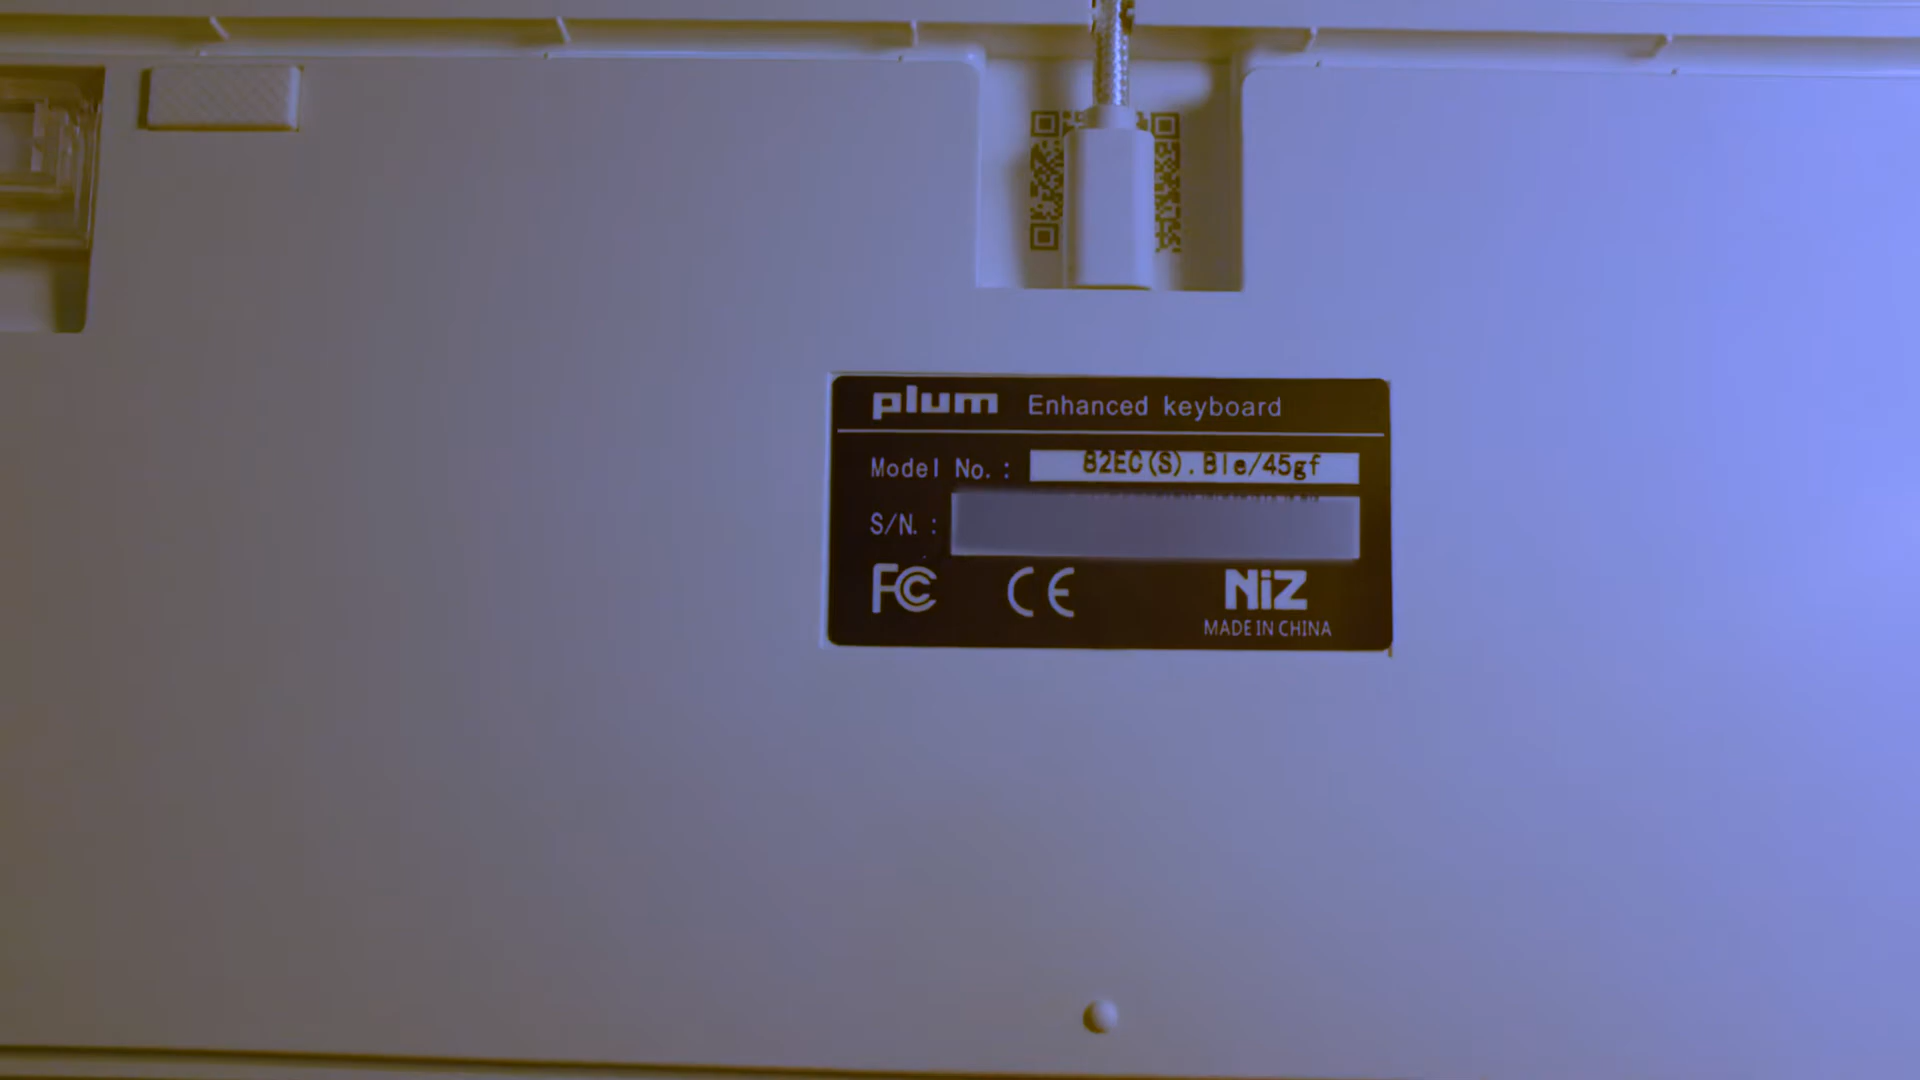 plum Enhanced keyboard
Model No.: 82EC(S).Ble/45gf
S/N.:
FC CE NiZ
MADE IN CHINA